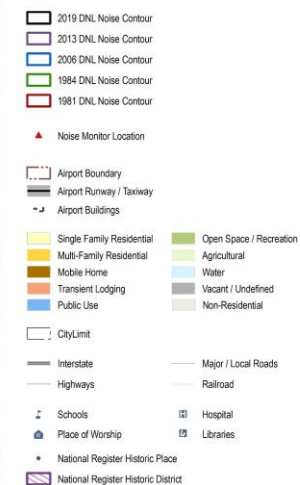 2019 DNL Noise Contour
2013 DNL Noise Contour
2006 DNL Noise Contour
1984 DNL Noise Contour
1981 DNL Noise Contour
Noise Monitor Location
Airport Boundary
Airport Runway / Taxiway
Airport Buildings
Single Family Residential
Open Space / Recreation
Multi-Family Residential
Agricultural
Mobile Home
Water
Transient Lodging
Vacant / Undefined
Public Use
Non-Residential
CityLimit
Interstate
Major / Local Roads
Highways
Railroad
Schools
Hospital
Place of Worship
Libraries
National Register Historic Place
National Register Historic District